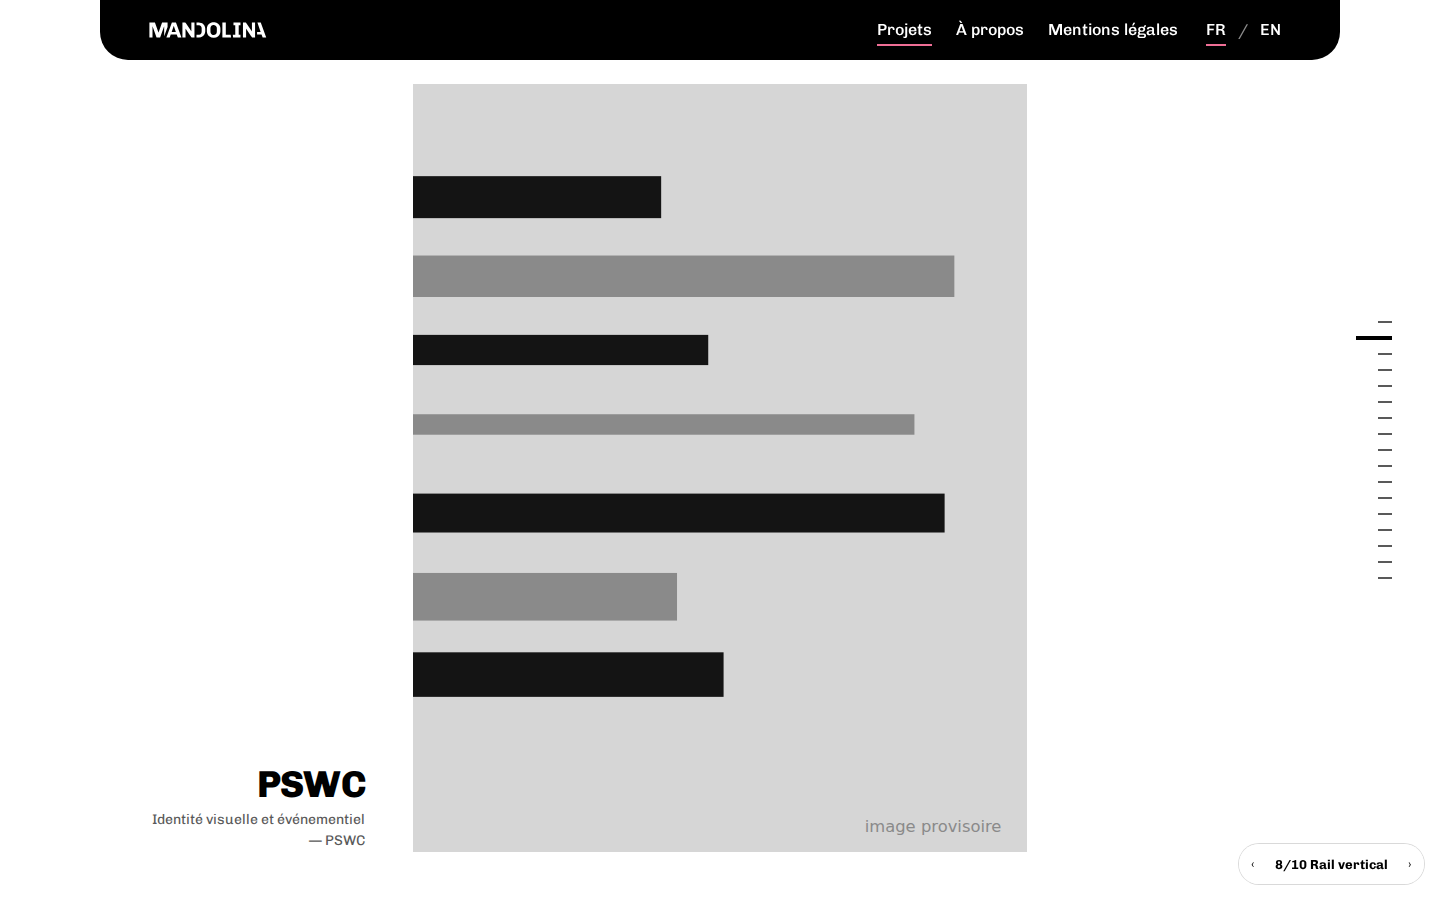 MANDOLINA
Projets
À propos
Mentions légales
FR / EN
PSWC
Identité visuelle et événementiel
— PSWC
image provisoire
‹ 8/10 Rail vertical ›